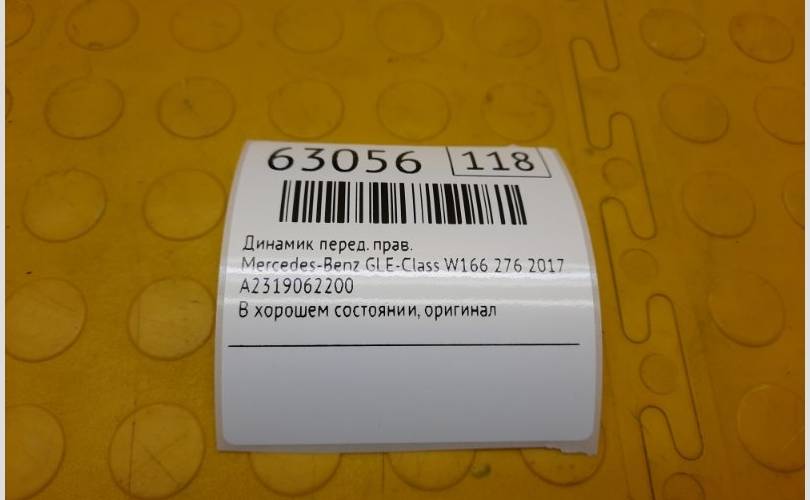 63056 118
Динамик перед. прав.
Mercedes-Benz GLE-Class W166 276 2017
A2319062200
В хорошем состоянии, оригинал